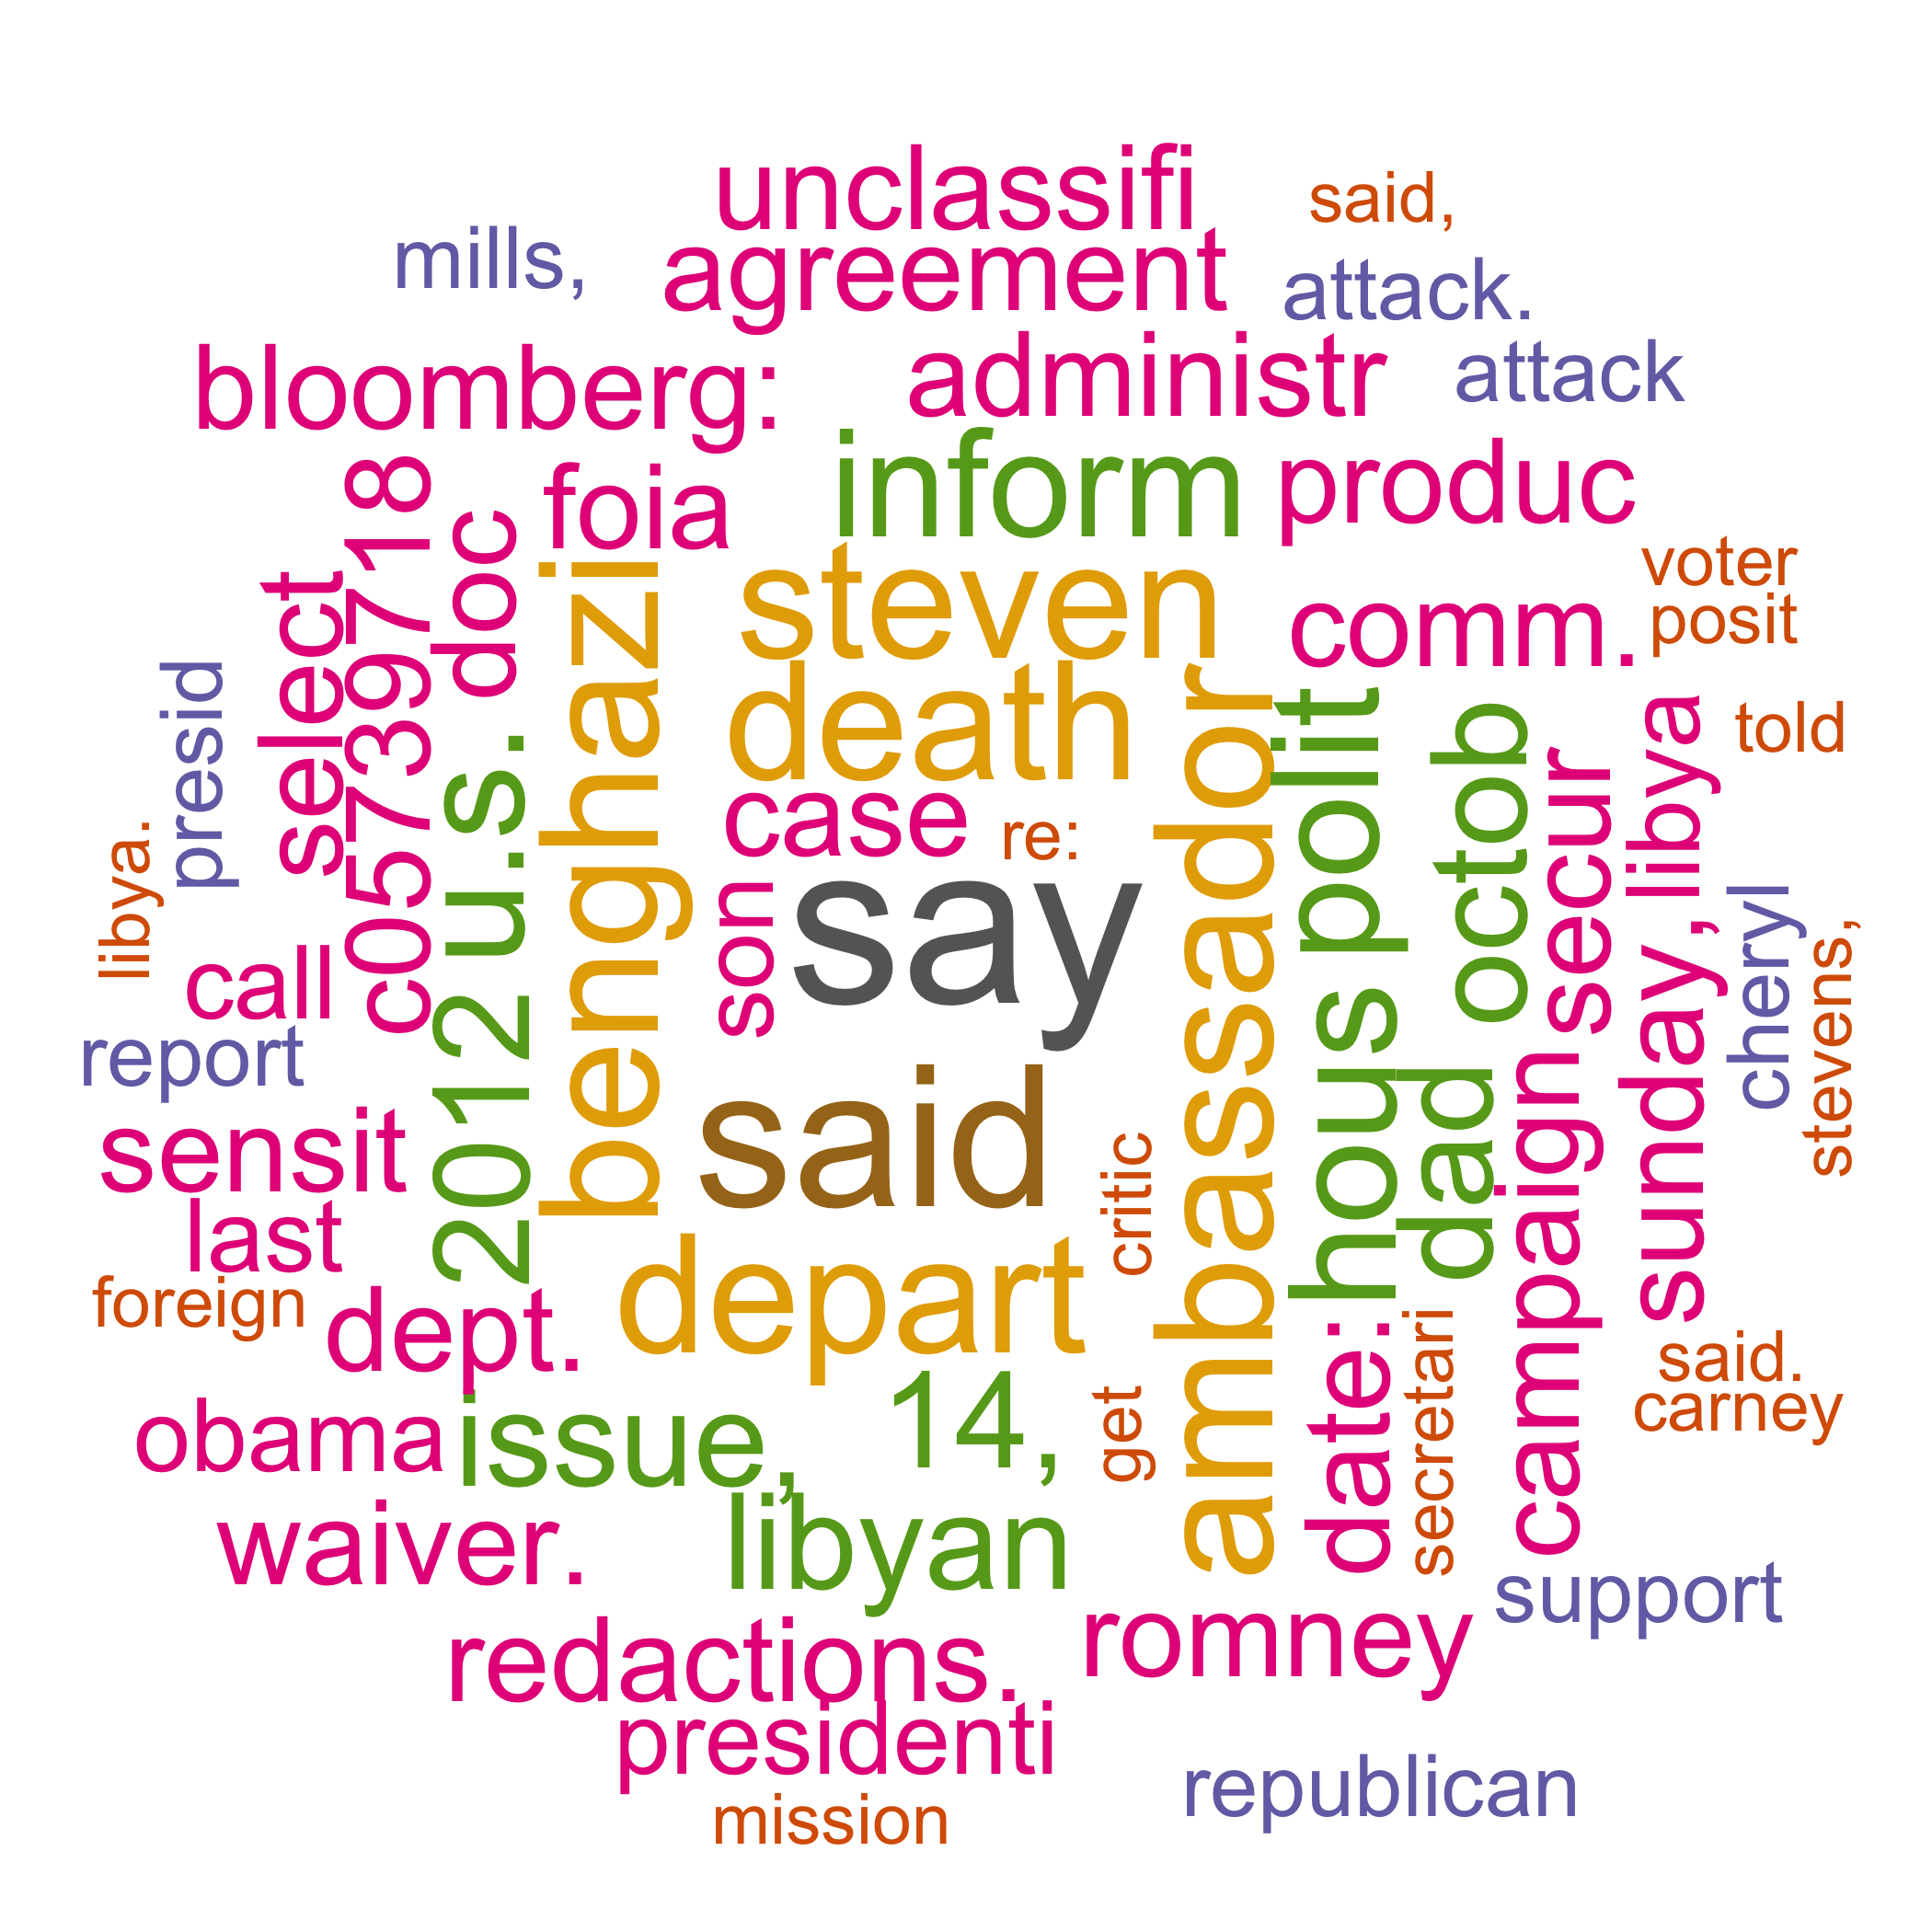 unclassifi
said,
mills,
agreement
attack.
bloomberg:
administr
attack
foia
inform
produc
c05739718
doc
select
benghazi
steven
voter
comm.
posit
death
presid
u.s.
ambassador
polit
octob
secur
libya
told
case
re:
libya.
son
say
sunday,
cheryl
stevens,
call
report
2012
said
hous
dad
campaign
sensit
critic
last
foreign
dept.
depart
date:
secretari
said.
carney
obama
issue,
14,
get
waiver.
libyan
support
redactions.
romney
presidenti
republican
mission